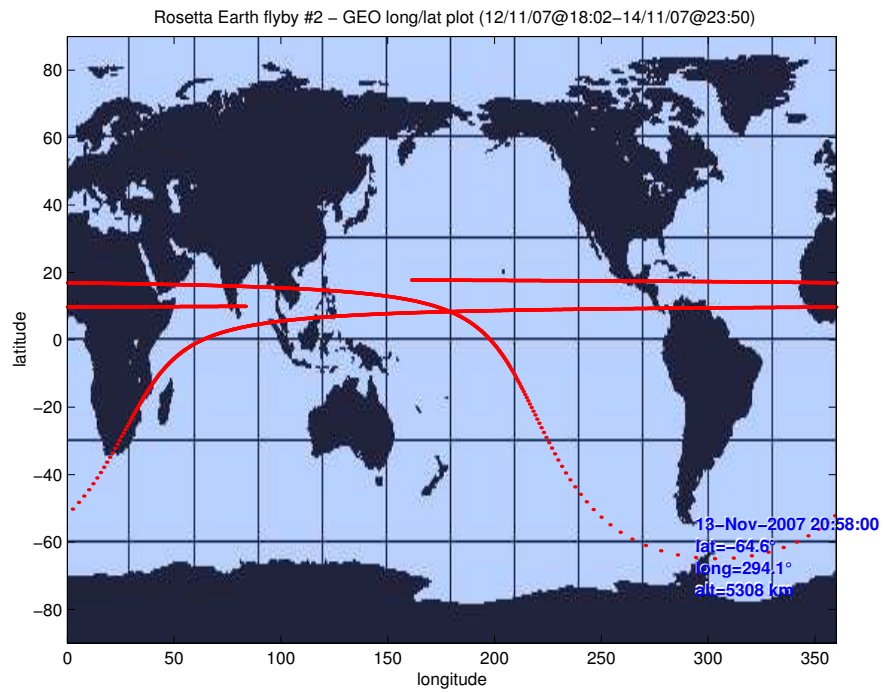 Rosetta Earth flyby #2 − GEO long/lat plot (12/11/07@18:02−14/11/07@23:50)
80
60
40
20
0
−20
−40
−60
−80
latitude
13−Nov−2007 20:58:00
lat=−64.6°
long=294.1°
alt=5308 km
0 50 100 150 200 250 300 350
longitude